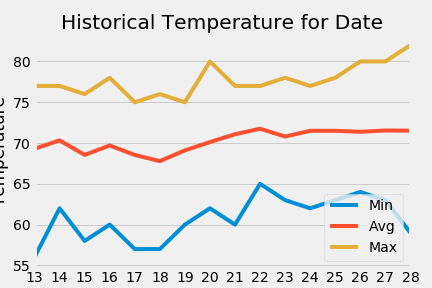 Historical Temperature for Date
Temperature
80
75
70
65
60
55
13 14 15 16 17 18 19 20 21 22 23 24 25 26 27 28
Min
Avg
Max